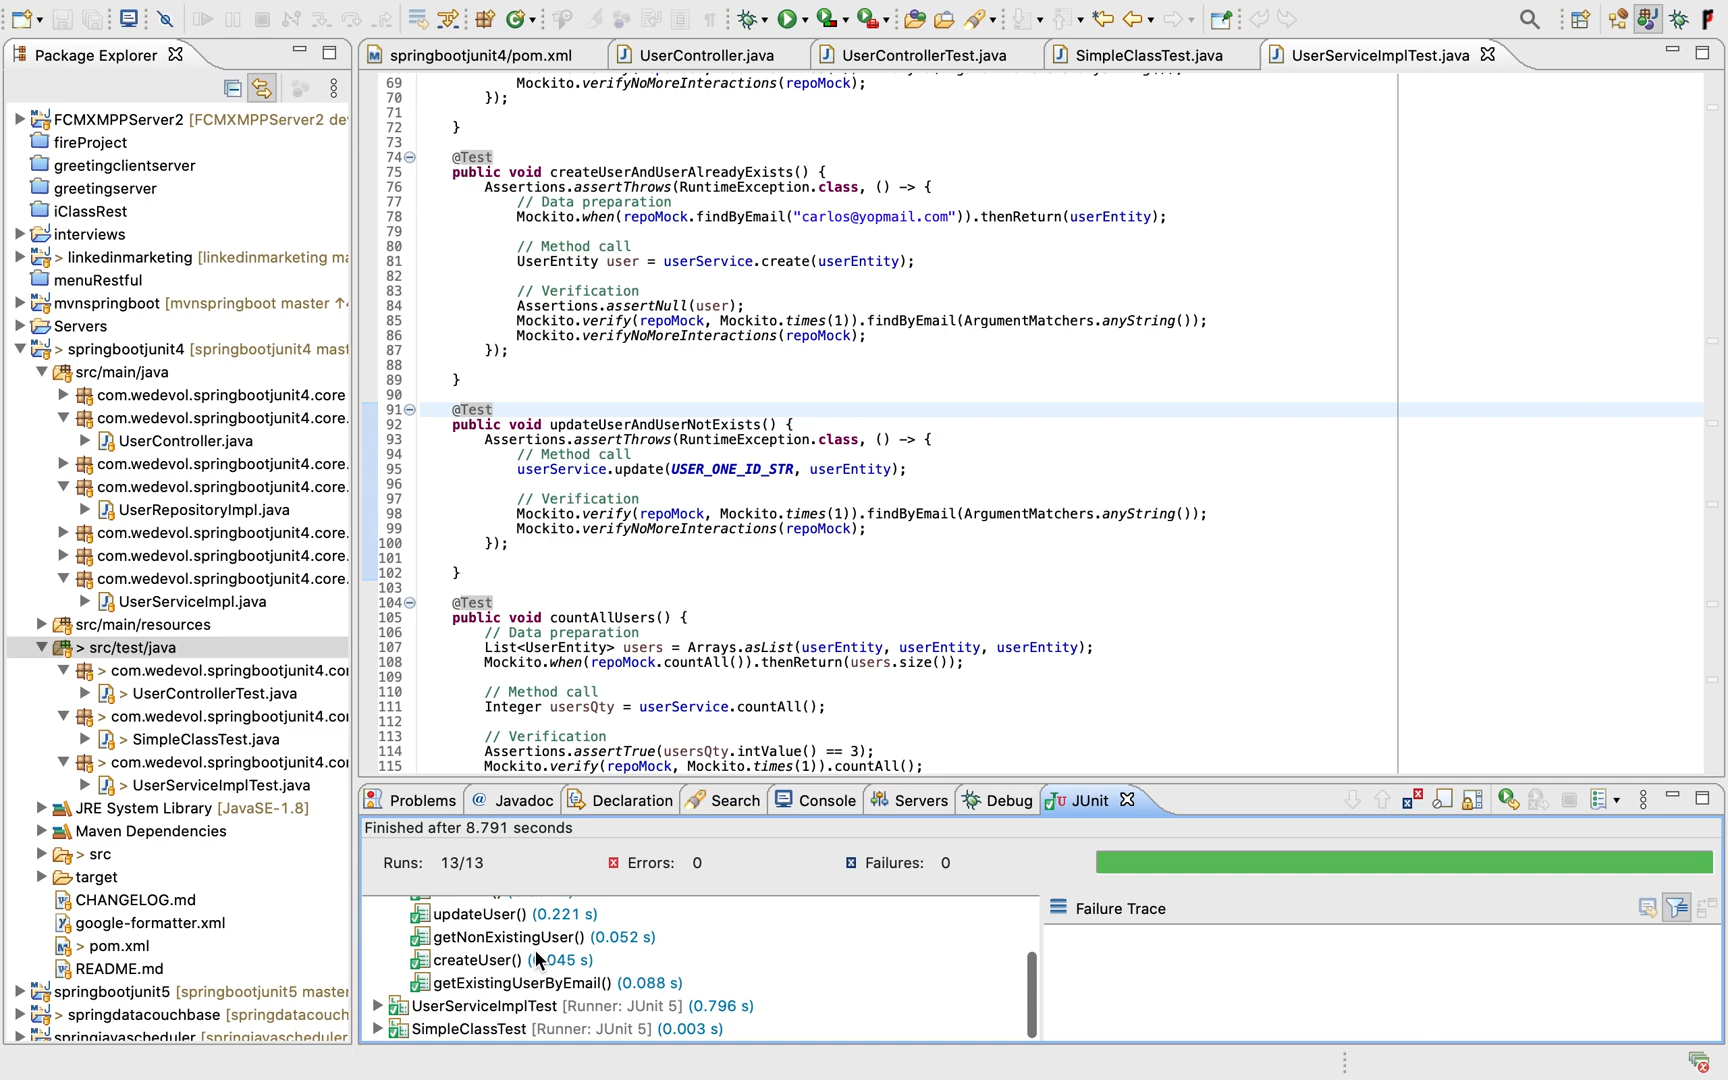 Package Explorer
springbootjunit4/pom.xml
UserController.java
UserControllerTest.java
SimpleClassTest.java
UserServiceImplTest.java
FCMXMPPServer2 [FCMXMPPServer2 de
fireProject
greetingclientserver
greetingserver
iClassRest
interviews
> linkedinmarketing [linkedinmarketing ma
menuRestful
mvnspringboot [mvnspringboot master ↑
Servers
> springbootjunit4 [springbootjunit4 mast
src/main/java
com.wedevol.springbootjunit4.core
com.wedevol.springbootjunit4.core.
UserController.java
com.wedevol.springbootjunit4.core.
com.wedevol.springbootjunit4.core.
UserRepositoryImpl.java
com.wedevol.springbootjunit4.core.
com.wedevol.springbootjunit4.core.
com.wedevol.springbootjunit4.core.
UserServiceImpl.java
src/main/resources
> src/test/java
> com.wedevol.springbootjunit4.co
> UserControllerTest.java
> com.wedevol.springbootjunit4.co
> SimpleClassTest.java
> com.wedevol.springbootjunit4.co
> UserServiceImplTest.java
JRE System Library [JavaSE-1.8]
Maven Dependencies
> src
target
CHANGELOG.md
google-formatter.xml
> pom.xml
README.md
springbootjunit5 [springbootjunit5 master
> springdatacouchbase [springdatacouch
springjavascheduler [springjavascheduler
69 Mockito.verifyNoMoreInteractions(repoMock);
70 });
71
72 }
73
74 @Test
75 public void createUserAndUserAlreadyExists() {
76 Assertions.assertThrows(RuntimeException.class, () -> {
77 // Data preparation
78 Mockito.when(repoMock.findByEmail("carlos@yopmail.com")).thenReturn(userEntity);
79
80 // Method call
81 UserEntity user = userService.create(userEntity);
82
83 // Verification
84 Assertions.assertNull(user);
85 Mockito.verify(repoMock, Mockito.times(1)).findByEmail(ArgumentMatchers.anyString());
86 Mockito.verifyNoMoreInteractions(repoMock);
87 });
88
89 }
90
91 @Test
92 public void updateUserAndUserNotExists() {
93 Assertions.assertThrows(RuntimeException.class, () -> {
94 // Method call
95 userService.update(USER_ONE_ID_STR, userEntity);
96
97 // Verification
98 Mockito.verify(repoMock, Mockito.times(1)).findByEmail(ArgumentMatchers.anyString());
99 Mockito.verifyNoMoreInteractions(repoMock);
100 });
101
102 }
103
104 @Test
105 public void countAllUsers() {
106 // Data preparation
107 List<UserEntity> users = Arrays.asList(userEntity, userEntity, userEntity);
108 Mockito.when(repoMock.countAll()).thenReturn(users.size());
109
110 // Method call
111 Integer usersQty = userService.countAll();
112
113 // Verification
114 Assertions.assertTrue(usersQty.intValue() == 3);
115 Mockito.verify(repoMock, Mockito.times(1)).countAll();
Problems
@ Javadoc
Declaration
Search
Console
Servers
Debug
JUnit
Finished after 8.791 seconds
Runs: 13/13
Errors: 0
Failures: 0
updateUser() (0.221 s)
getNonExistingUser() (0.052 s)
createUser() 045 s)
getExistingUserByEmail() (0.088 s)
UserServiceImplTest [Runner: JUnit 5] (0.796 s)
SimpleClassTest [Runner: JUnit 5] (0.003 s)
Failure Trace